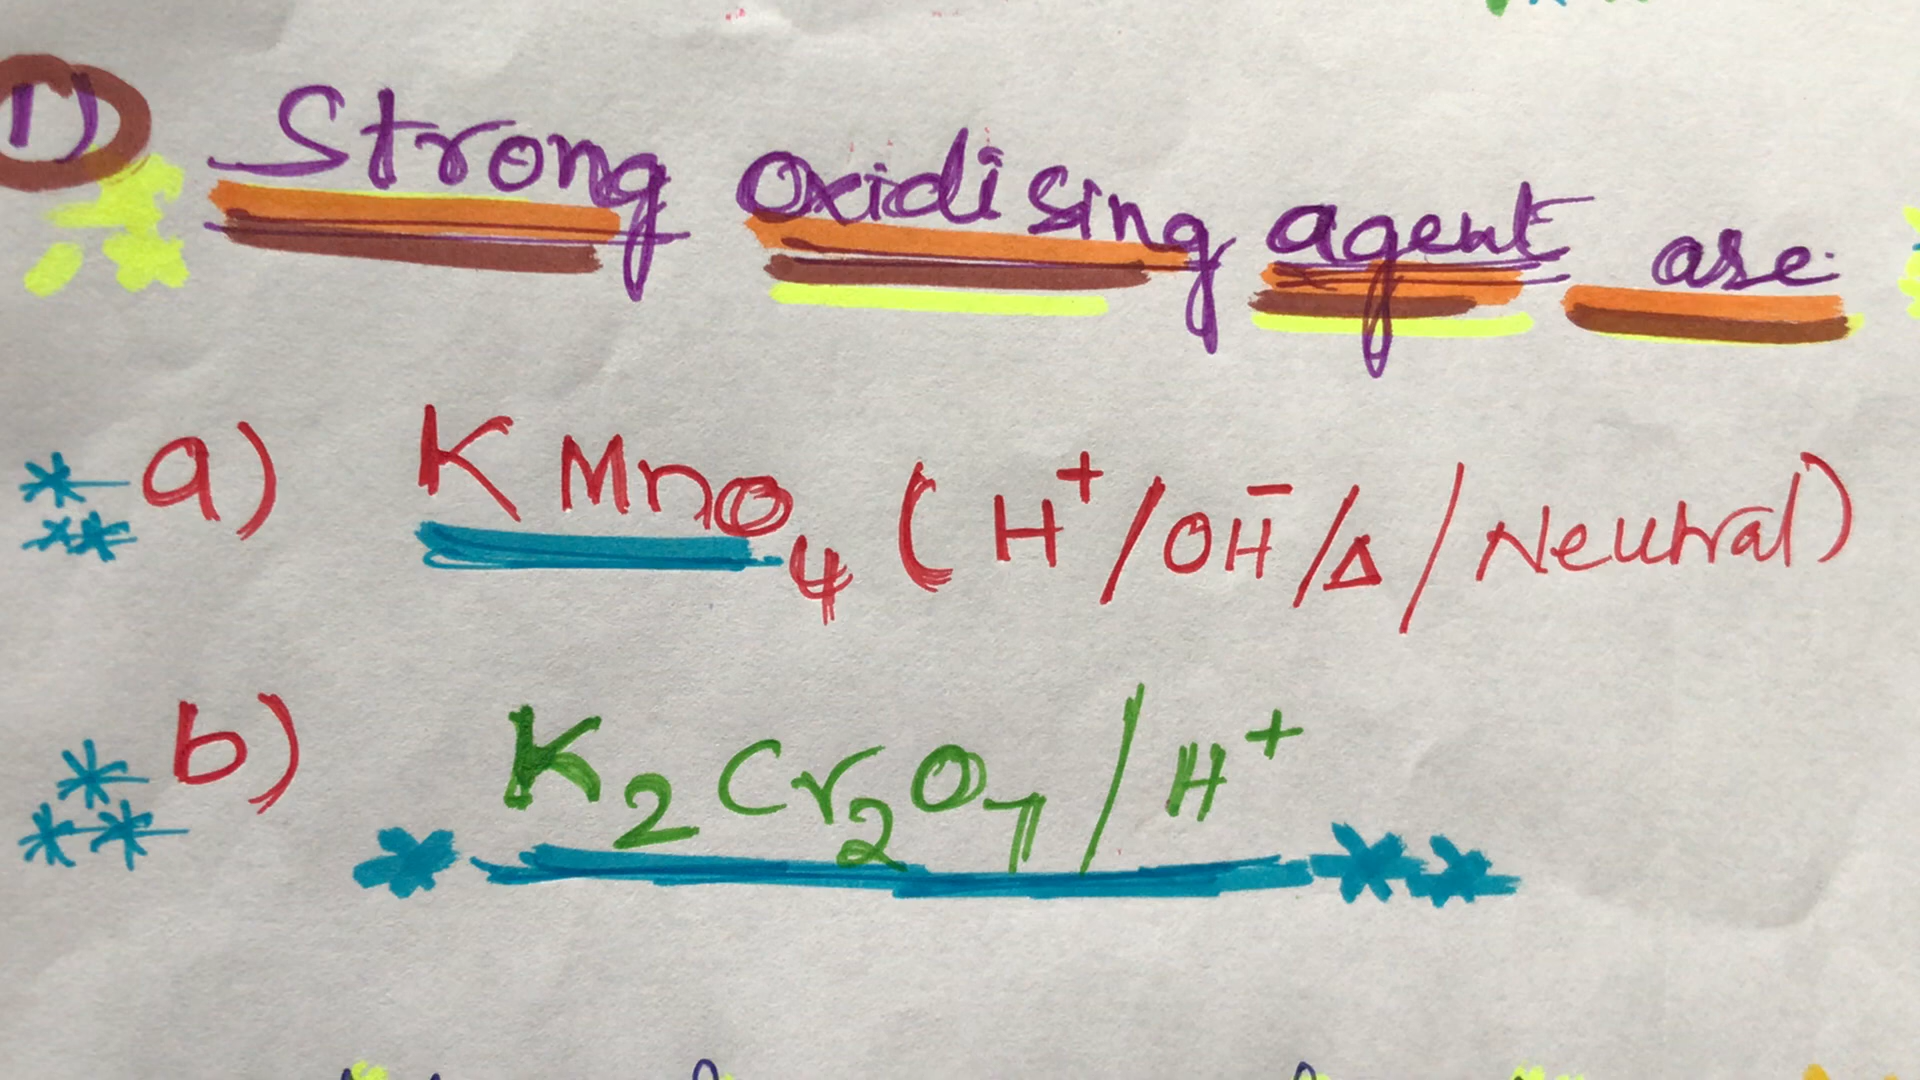 1) Strong oxidising agent are
a) KMnO₄ (H⁺/OH⁻/Δ/Neutral)
b) K₂Cr₂O₇/H⁺